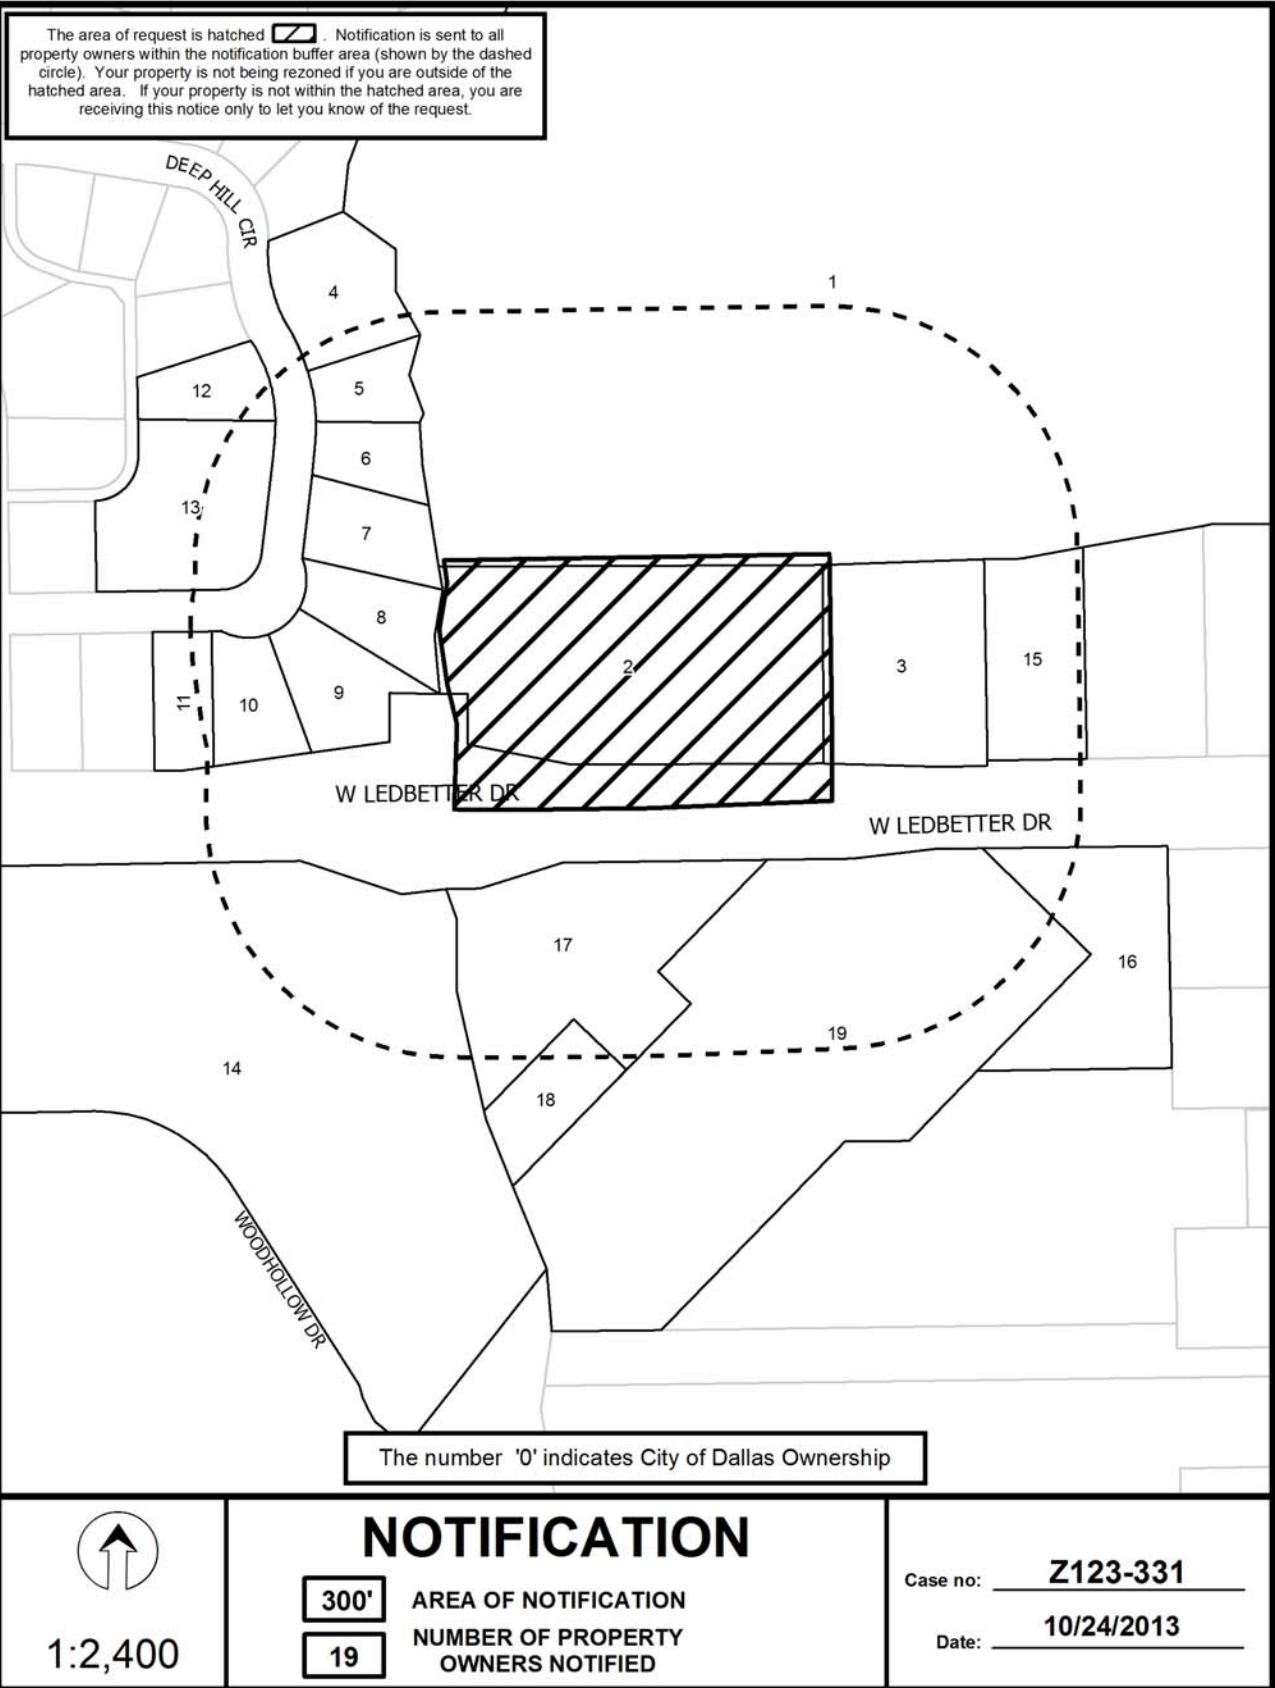 The area of request is hatched . Notification is sent to all
property owners within the notification buffer area (shown by the dashed
circle). Your property is not being rezoned if you are outside of the
hatched area. If your property is not within the hatched area, you are
receiving this notice only to let you know of the request.
DEEP HILL CIR
1
4
12
5
6
13
7
8
2
3
15
11
10
9
W LEDBETTER DR
W LEDBETTER DR
17
16
19
14
18
WOODHOLLOW DR
The number '0' indicates City of Dallas Ownership
1:2,400
NOTIFICATION
300' AREA OF NOTIFICATION
19 NUMBER OF PROPERTY
OWNERS NOTIFIED
Case no: Z123-331
Date: 10/24/2013